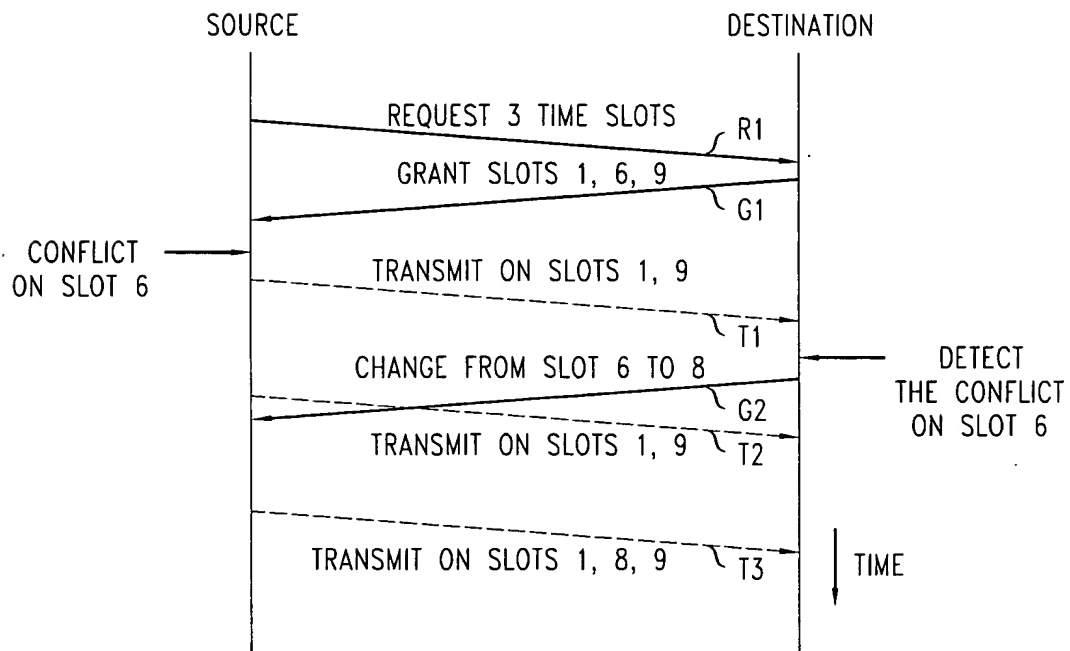 SOURCE
DESTINATION
REQUEST 3 TIME SLOTS
R1
GRANT SLOTS 1, 6, 9
G1
CONFLICT
ON SLOT 6
TRANSMIT ON SLOTS 1, 9
T1
DETECT
THE CONFLICT
ON SLOT 6
CHANGE FROM SLOT 6 TO 8
G2
TRANSMIT ON SLOTS 1, 9
T2
TRANSMIT ON SLOTS 1, 8, 9
T3
TIME